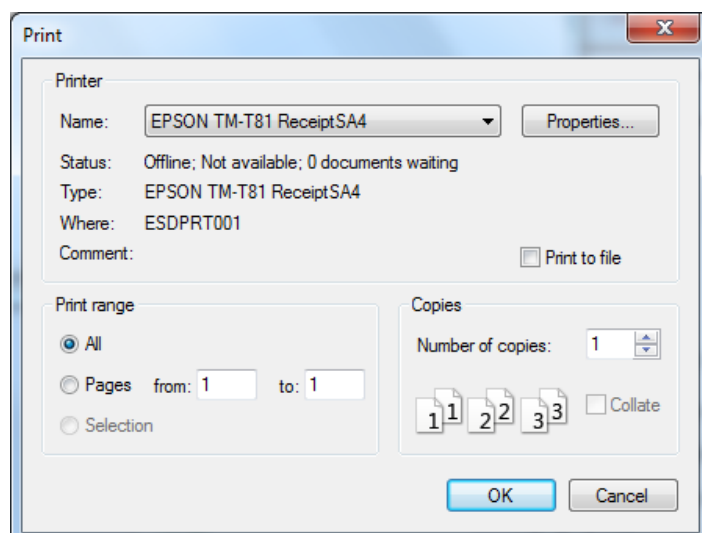 Print
Printer
Name: EPSON TM-T81 ReceiptSA4 Properties...
Status: Offline; Not available; 0 documents waiting
Type: EPSON TM-T81 ReceiptSA4
Where: ESDPRT001
Comment: Print to file
Print range
All
Pages from: 1 to: 1
Selection
Copies
Number of copies: 1
1 1 2 2 3 3 Collate
OK Cancel